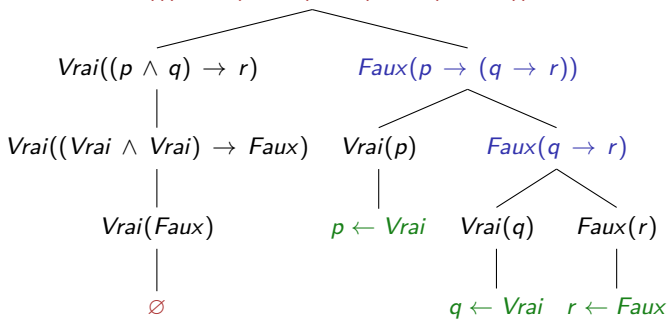 Vrai((p ∧ q) → r) Faux(p → (q → r))
Vrai((Vrai ∧ Vrai) → Faux) Vrai(p) Faux(q → r)
Vrai(Faux) p ← Vrai Vrai(q) Faux(r)
∅ q ← Vrai r ← Faux